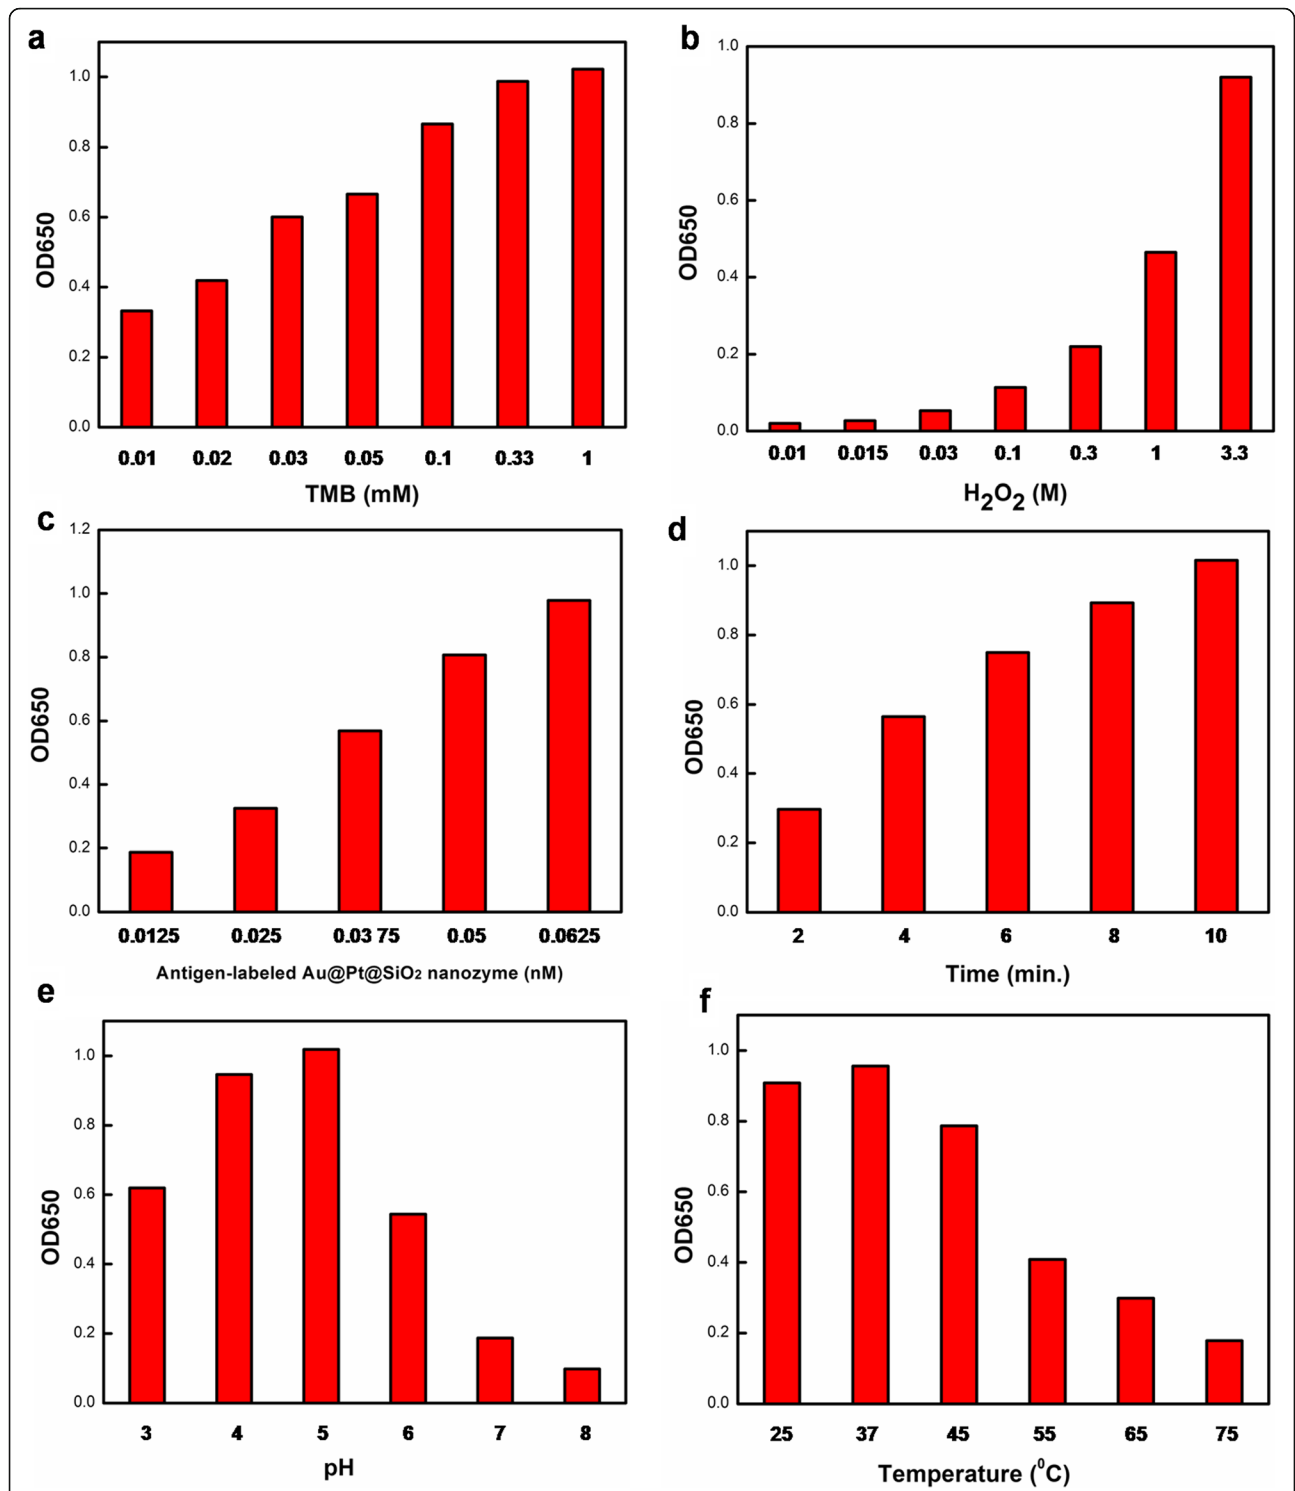 a
1.0
0.8
0.6
0.4
0.2
0.0
OD650
0.01 0.02 0.03 0.05 0.1 0.33 1
TMB (mM)
b
1.0
0.8
0.6
0.4
0.2
0.0
OD650
0.01 0.015 0.03 0.1 0.3 1 3.3
H2O2 (M)
c
1.2
1.0
0.8
0.6
0.4
0.2
0.0
OD650
0.0125 0.025 0.03 75 0.05 0.0625
Antigen-labeled Au@Pt@SiO2 nanozyme (nM)
d
1.0
0.8
0.6
0.4
0.2
0.0
OD650
2 4 6 8 10
Time (min.)
e
1.0
0.8
0.6
0.4
0.2
0.0
OD650
3 4 5 6 7 8
pH
f
1.0
0.8
0.6
0.4
0.2
0.0
OD650
25 37 45 55 65 75
Temperature (⁰C)